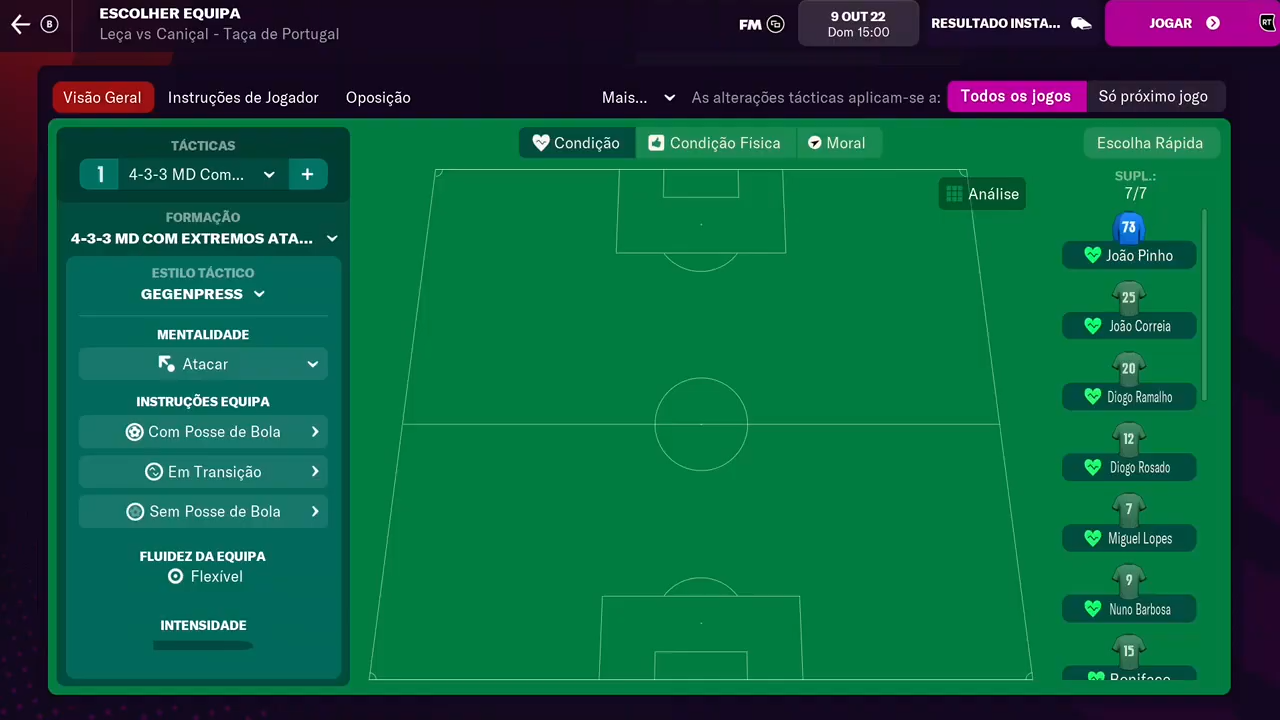 B
ESCOLHER EQUIPA
Leça vs Caniçal - Taça de Portugal
FM
9 OUT 22
Dom 15:00
RESULTADO INSTA...
JOGAR
RT
Visão Geral
Instruções de Jogador
Oposição
Mais...
As alterações tácticas aplicam-se a:
Todos os jogos
Só próximo jogo
TÁCTICAS
1
4-3-3 MD Com...
+
FORMAÇÃO
4-3-3 MD COM EXTREMOS ATA...
ESTILO TÁCTICO
GEGENPRESS
MENTALIDADE
Atacar
INSTRUÇÕES EQUIPA
Com Posse de Bola
Em Transição
Sem Posse de Bola
FLUIDEZ DA EQUIPA
Flexível
INTENSIDADE
Condição
Condição Física
Moral
Análise
Escolha Rápida
SUPL.:
7/7
73
João Pinho
25
João Correia
20
Diogo Ramalho
12
Diogo Rosado
7
Miguel Lopes
9
Nuno Barbosa
15